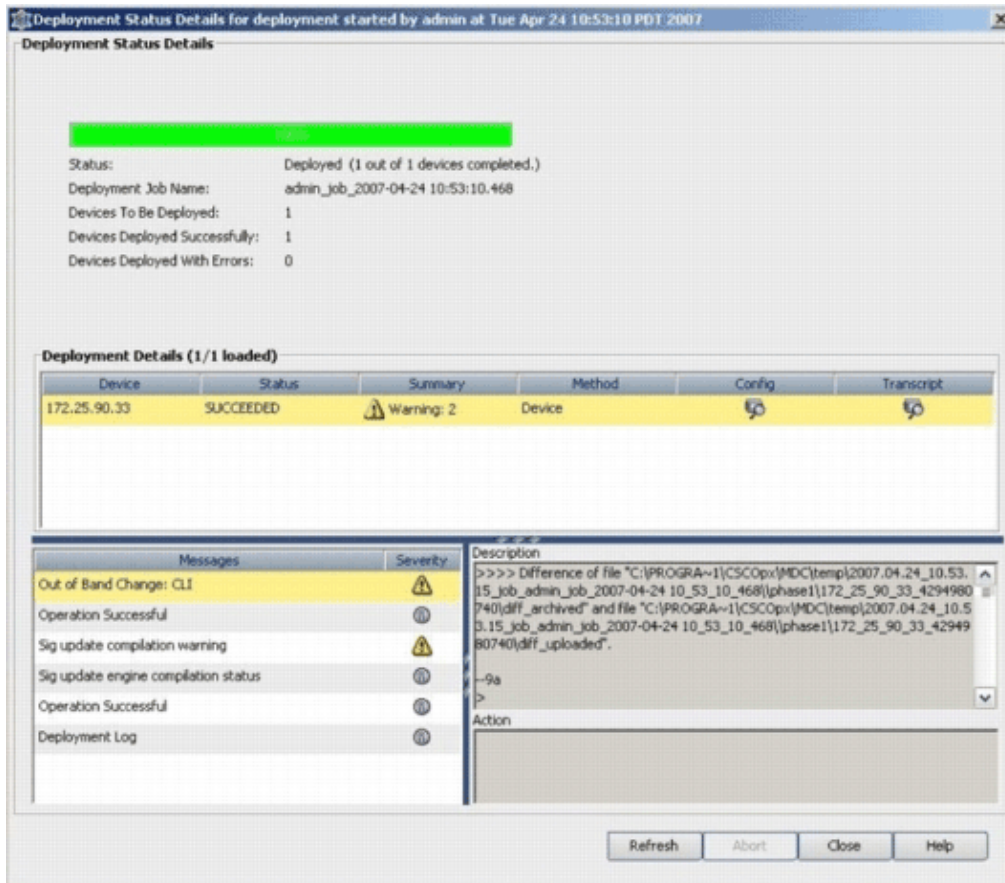 Deployment Status Details for deployment started by admin at Tue Apr 24 10:53:10 PDT 2007
Deployment Status Details
Status: Deployed (1 out of 1 devices completed.)
Deployment Job Name: admin_job_2007-04-24 10:53:10.468
Devices To Be Deployed: 1
Devices Deployed Successfully: 1
Devices Deployed With Errors: 0
Deployment Details (1/1 loaded)
Device Status Summary Method Config Transcript
172.25.90.33 SUCCEEDED Warning: 2 Device
Messages Severity
Out of Band Change: CLI
Operation Successful
Sig update compilation warning
Sig update engine compilation status
Operation Successful
Deployment Log
Description
>>>> Difference of file "C:\PROGRA~1\CSCOpx\MDC\temp\2007.04.24_10.53.
15_job_admin_job_2007-04-24 10_53_10_468\\phase1\172_25_90_33_4294980
740\diff_archived" and file "C:\PROGRA~1\CSCOpx\MDC\temp\2007.04.24_10.5
3.15_job_admin_job_2007-04-24 10_53_10_468\\phase1\172_25_90_33_42949
80740\diff_uploaded".
--9a
>
Action
Refresh Abort Close Help